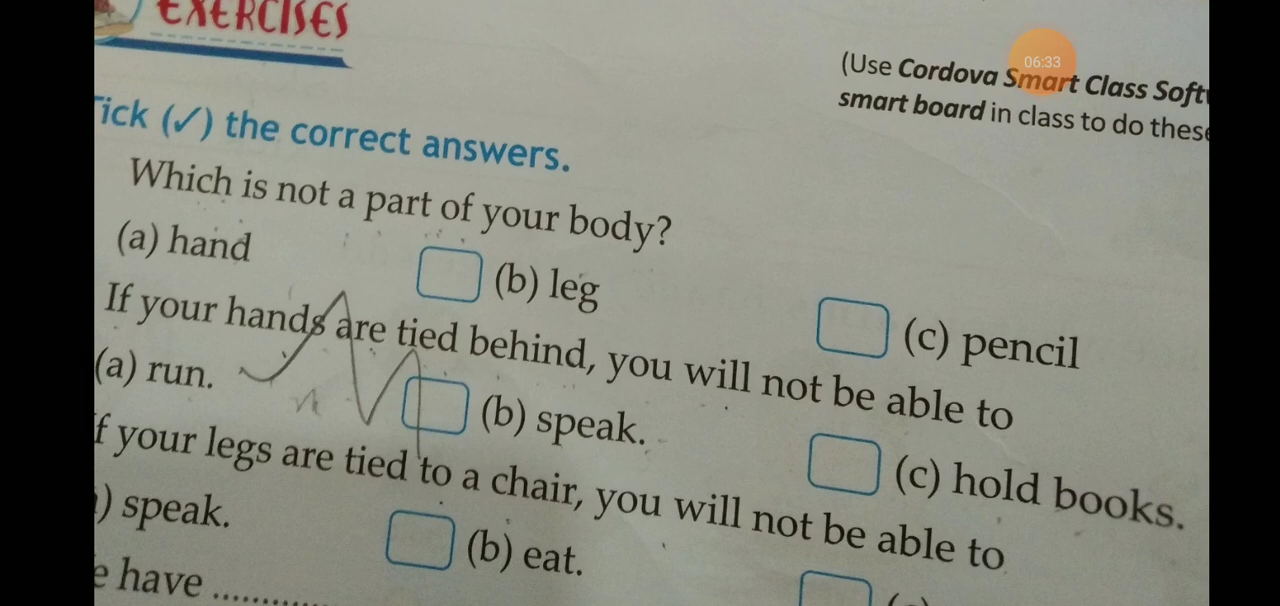 EXERCISES
06:33
(Use Cordova Smart Class
smart board in class to do
ick (✓) the correct answers.
Which is not a part of your body?
(a) hand (b) leg (c) pencil
If your hands are tied behind, you will not be able to
(a) run. (b) speak. (c) hold books.
f your legs are tied to a chair, you will not be able to
) speak. (b) eat.
e have ............